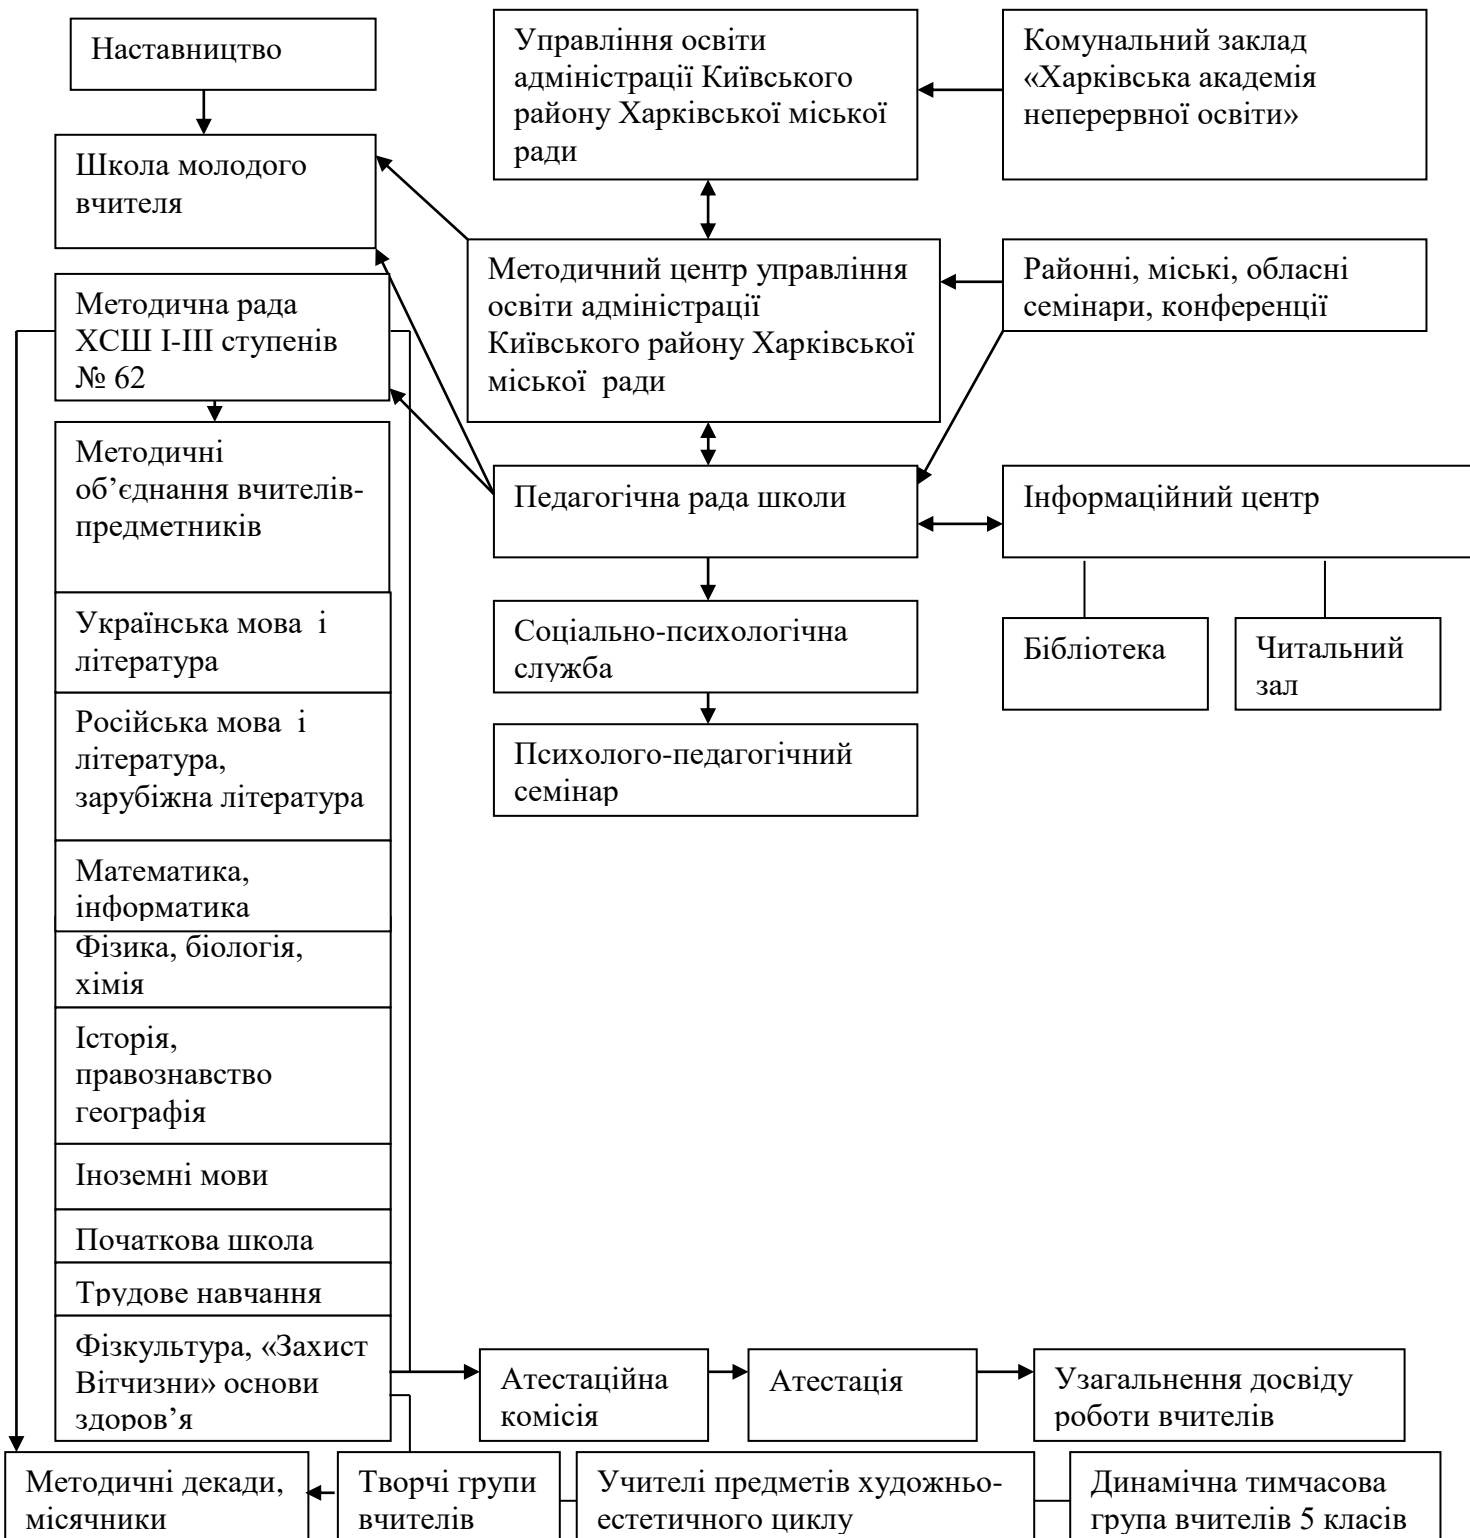 Наставництво
Управління освіти
адміністрації Київського
району Харківської міської
ради
Комунальний заклад
«Харківська академія
неперервної освіти»
Школа молодого
вчителя
Методичний центр управління
освіти адміністрації
Київського району Харківської
міської ради
Районні, міські, обласні
семінари, конференції
Методична рада
ХСШ І-ІІІ ступенів
№ 62
Методичні
об’єднання вчителів-
предметників
Педагогічна рада школи
Інформаційний центр
Українська мова і
література
Соціально-психологічна
служба
Бібліотека
Читальний
зал
Російська мова і
література,
зарубіжна література
Психолого-педагогічний
семінар
Математика,
інформатика
Фізика, біологія,
хімія
Історія,
правознавство
географія
Іноземні мови
Початкова школа
Трудове навчання
Фізкультура, «Захист
Вітчизни» основи
здоров’я
Атестаційна
комісія
Атестація
Узагальнення досвіду
роботи вчителів
Методичні декади,
місячники
Творчі групи
вчителів
Учителі предметів художньо-
естетичного циклу
Динамічна тимчасова
група вчителів 5 класів